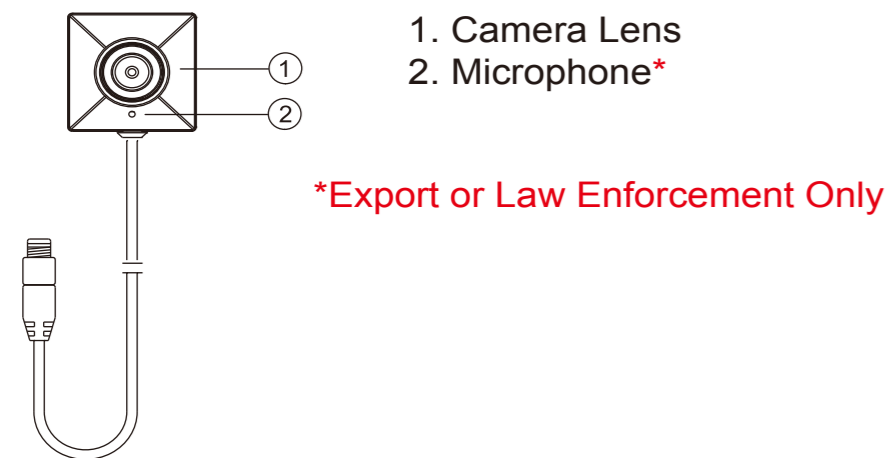 1. Camera Lens
2. Microphone*
1
2
*Export or Law Enforcement Only